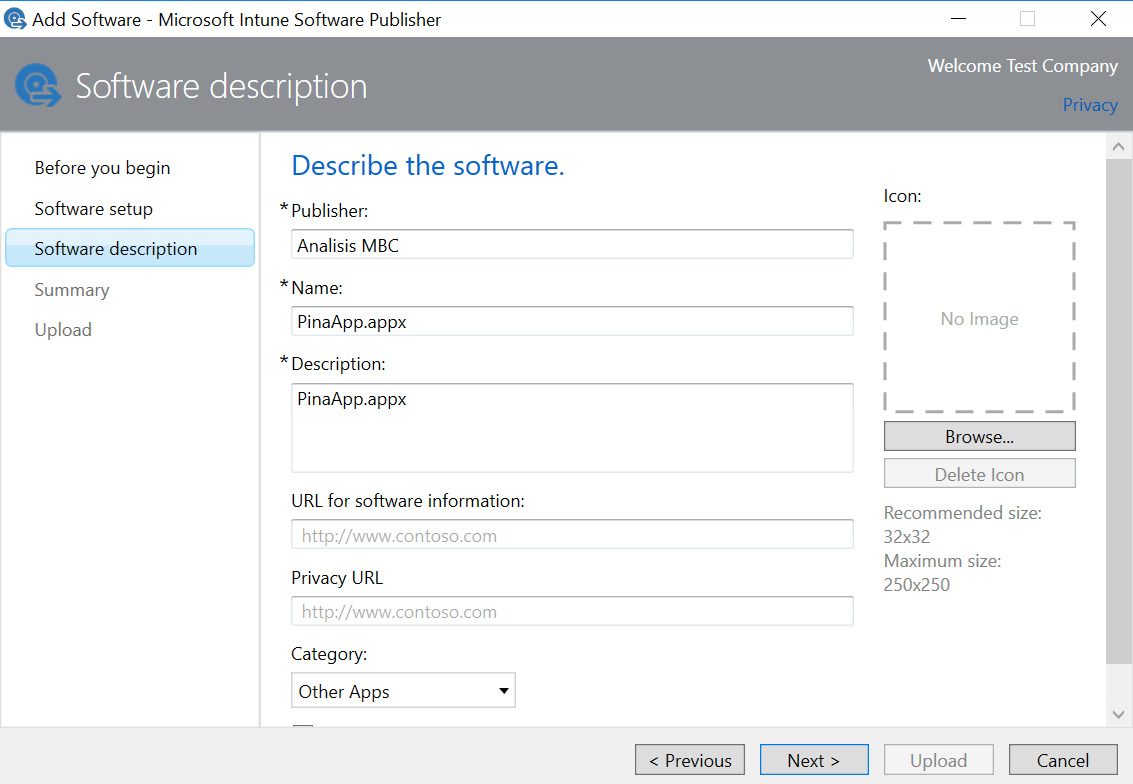 Add Software - Microsoft Intune Software Publisher
Software description
Welcome Test Company
Privacy
Before you begin
Software setup
Software description
Summary
Upload
Describe the software.
*Publisher:
Analisis MBC
*Name:
PinaApp.appx
*Description:
PinaApp.appx
URL for software information:
http://www.contoso.com
Privacy URL
http://www.contoso.com
Category:
Other Apps
Icon:
No Image
Browse...
Delete Icon
Recommended size:
32x32
Maximum size:
250x250
< Previous
Next >
Upload
Cancel